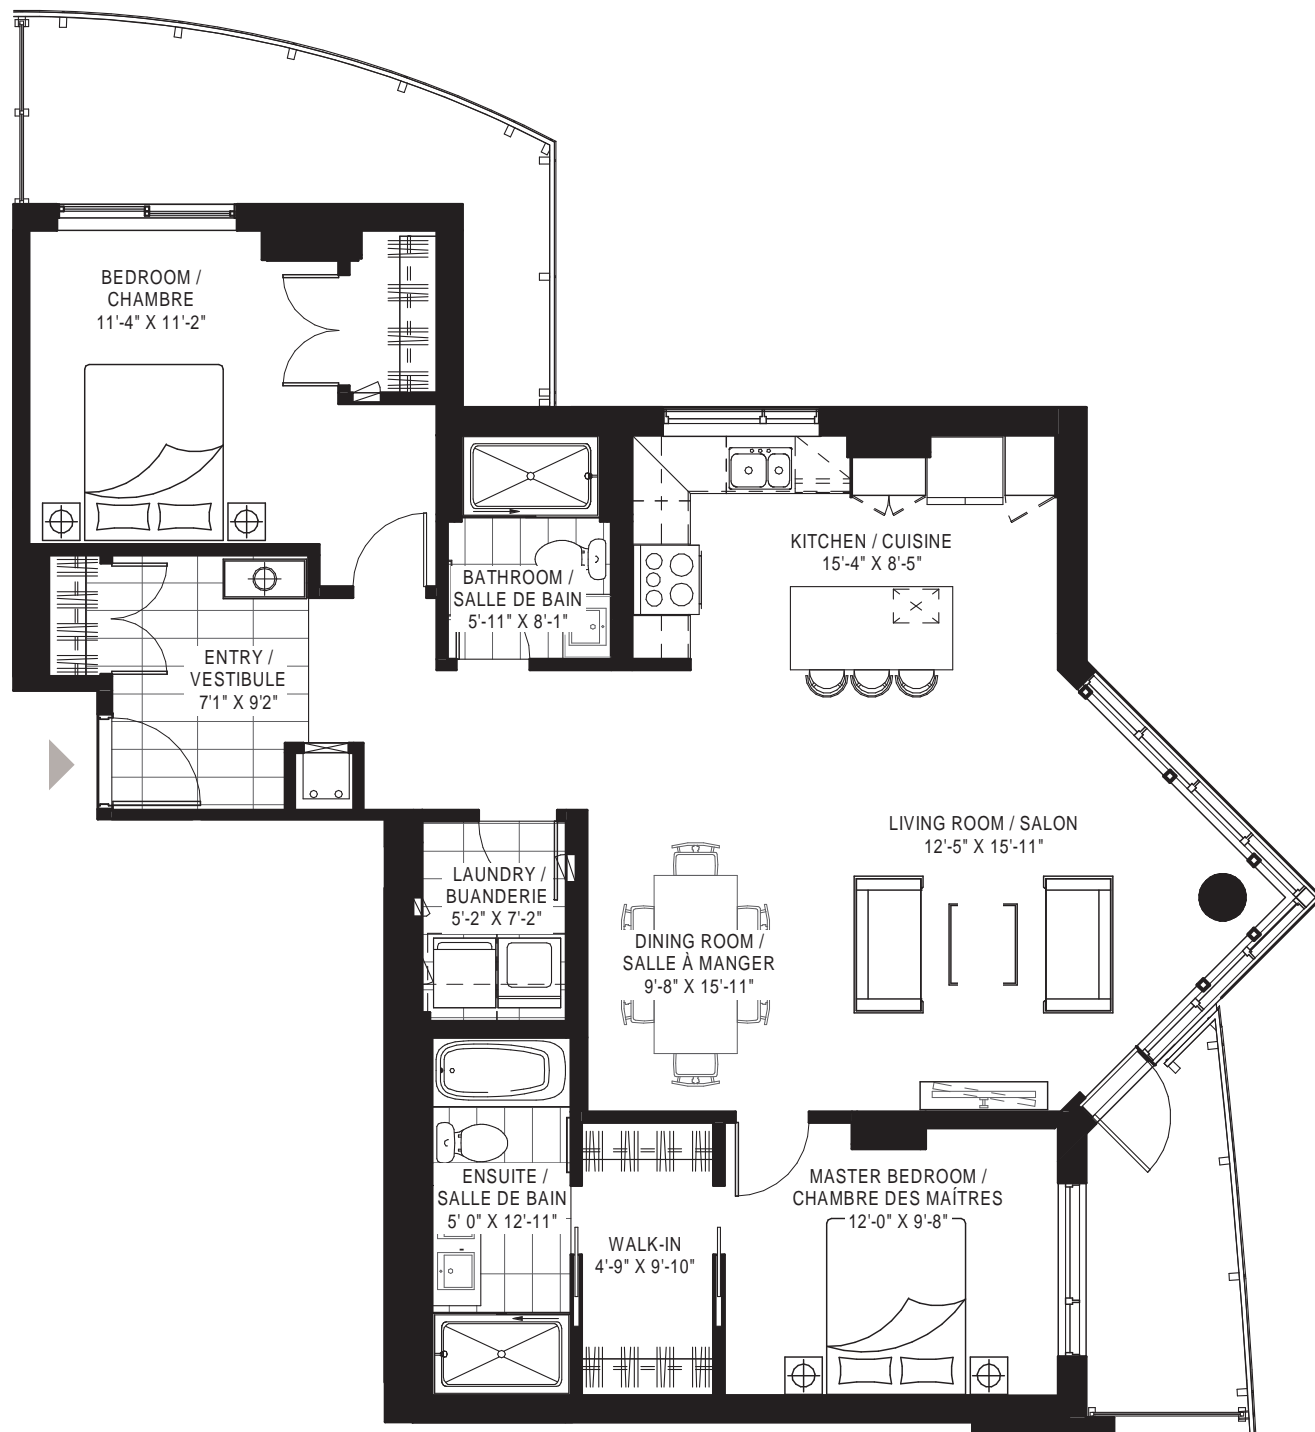 BEDROOM /
CHAMBRE
11'-4" X 11'-2"
KITCHEN / CUISINE
15'-4" X 8'-5"
BATHROOM /
SALLE DE BAIN
5'-11" X 8'-1"
ENTRY /
VESTIBULE
7'1" X 9'2"
LIVING ROOM / SALON
12'-5" X 15'-11"
LAUNDRY /
BUANDERIE
5'-2" X 7'-2"
DINING ROOM /
SALLE À MANGER
9'-8" X 15'-11"
ENSUITE /
SALLE DE BAIN
5' 0" X 12'-11"
MASTER BEDROOM /
CHAMBRE DES MAÍTRES
12'-0" X 9'-8"
WALK-IN
4'-9" X 9'-10"